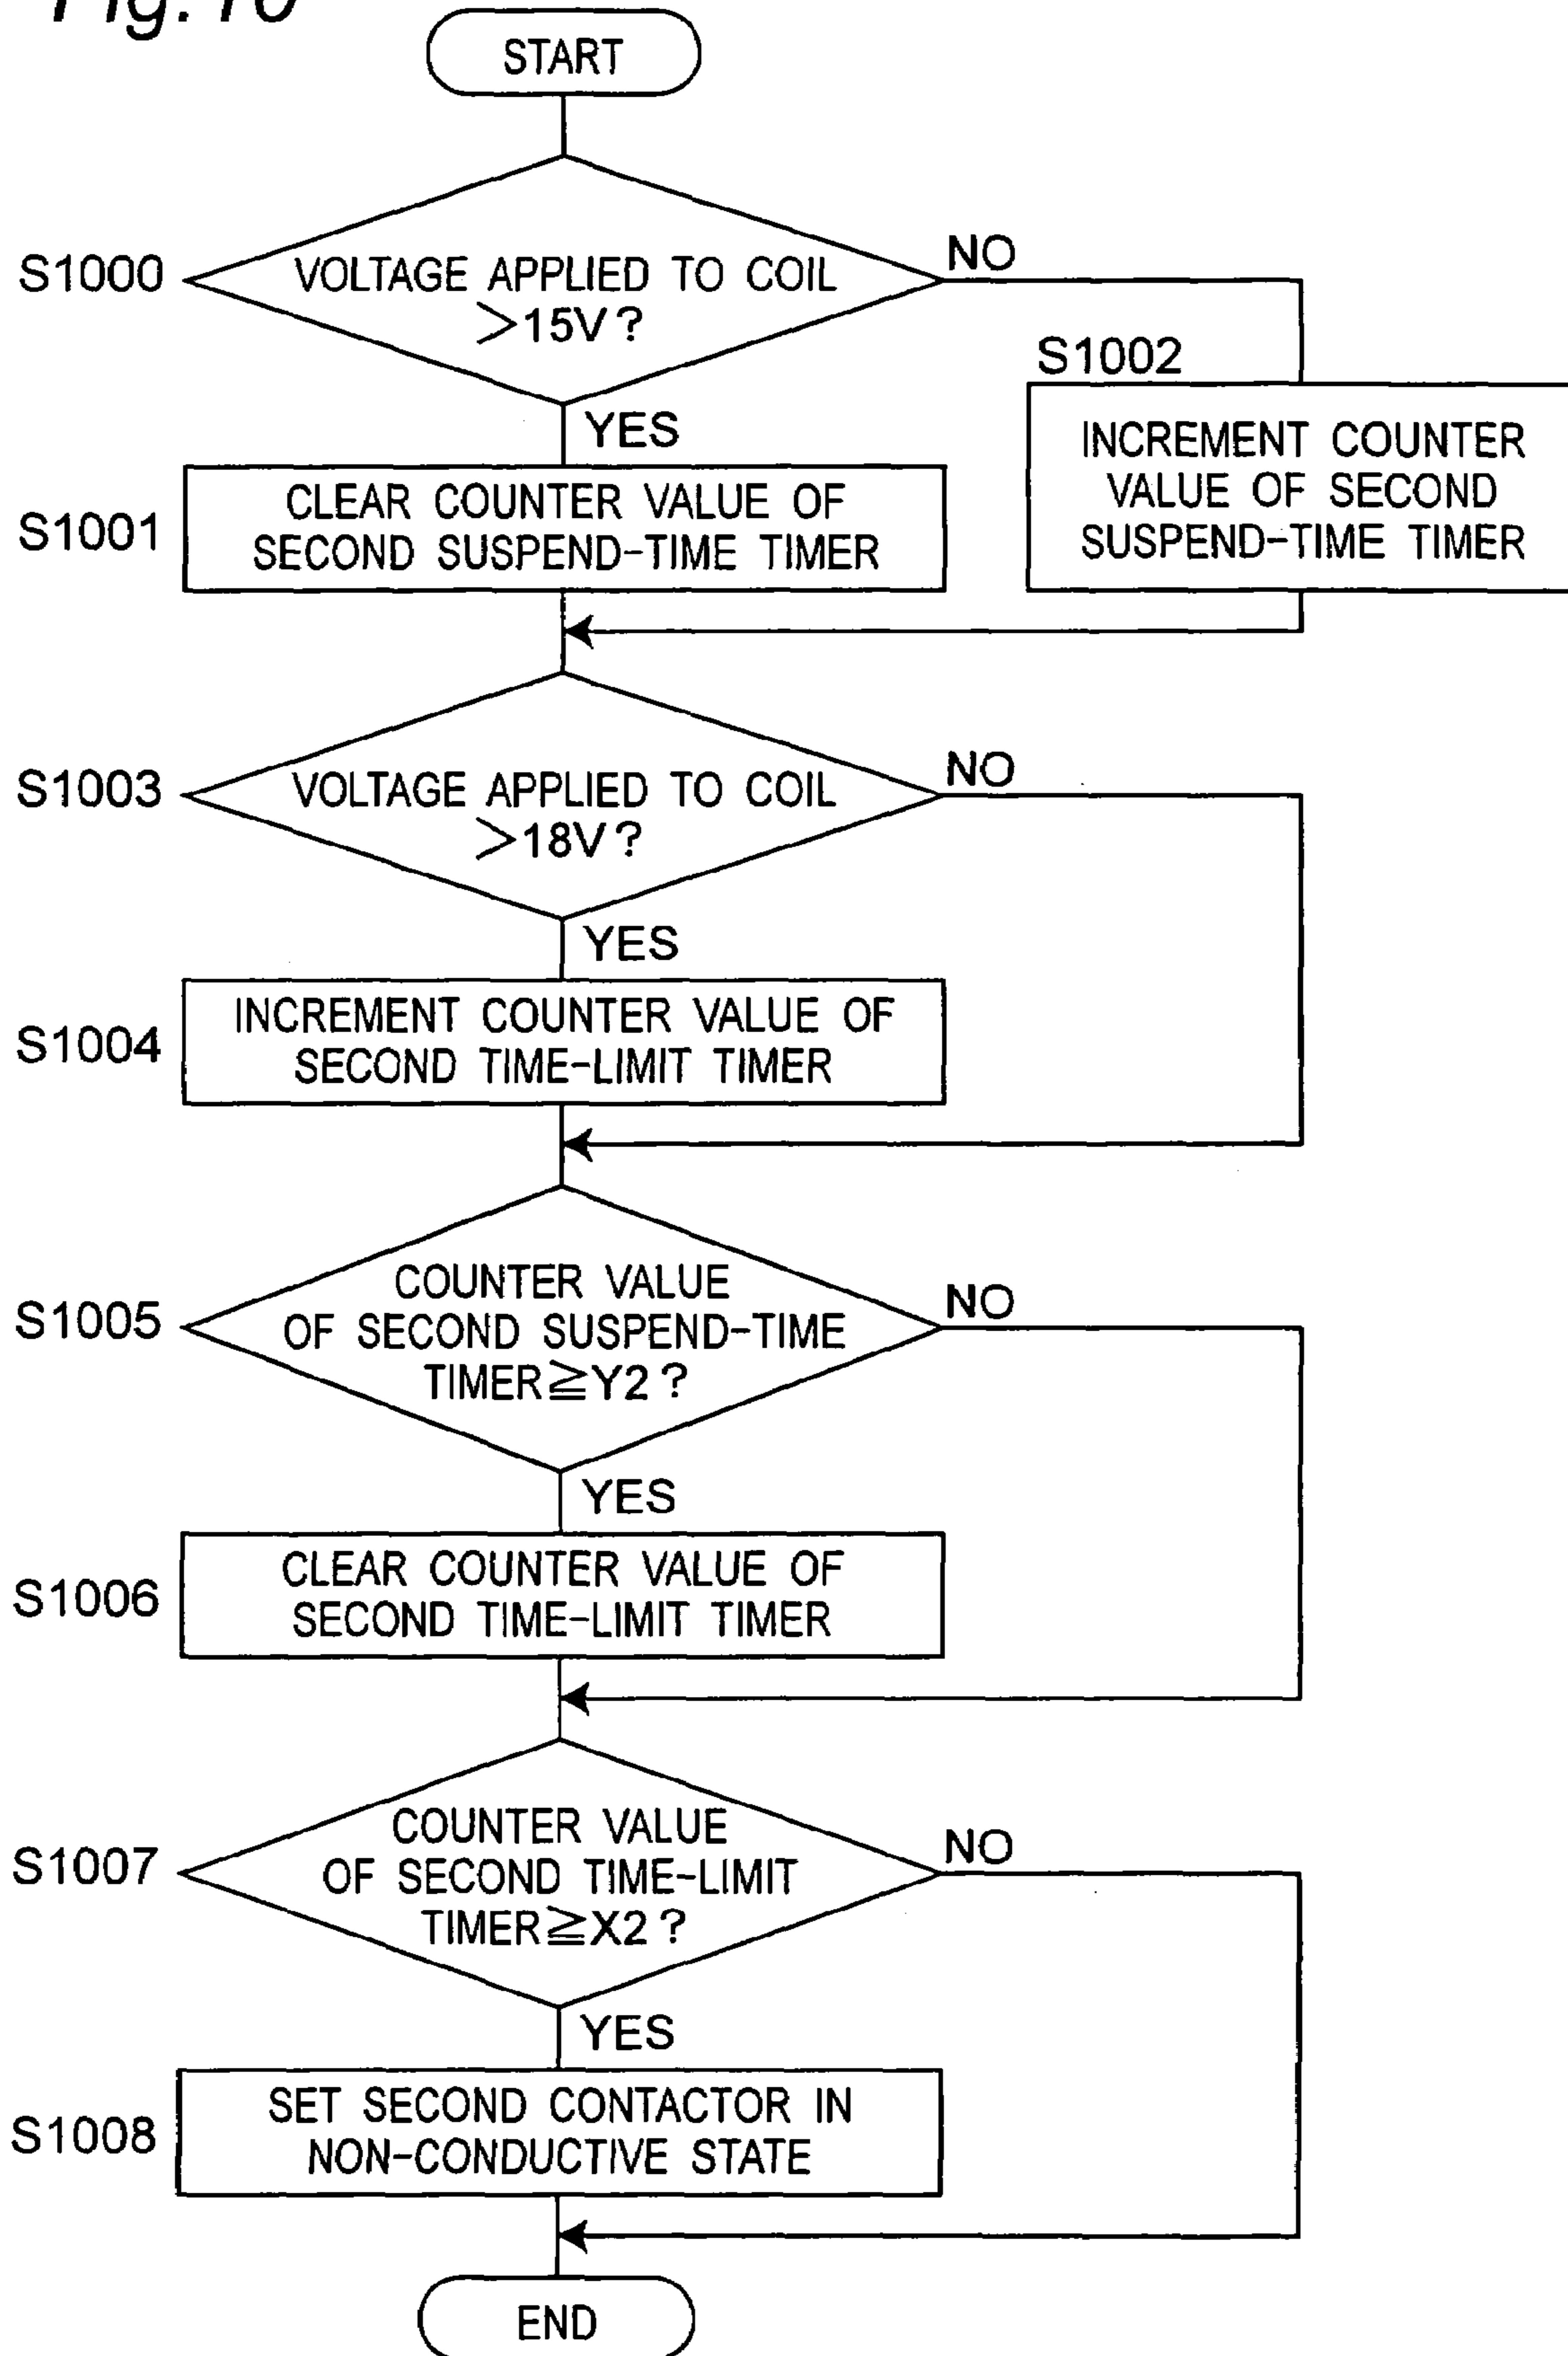 Fig.10
START
S1000
VOLTAGE APPLIED TO COIL
>15V?
NO
YES
S1002
INCREMENT COUNTER
VALUE OF SECOND
SUSPEND-TIME TIMER
S1001
CLEAR COUNTER VALUE OF
SECOND SUSPEND-TIME TIMER
S1003
VOLTAGE APPLIED TO COIL
>18V?
NO
YES
S1004
INCREMENT COUNTER VALUE OF
SECOND TIME-LIMIT TIMER
S1005
COUNTER VALUE
OF SECOND SUSPEND-TIME
TIMER≧Y2?
NO
YES
S1006
CLEAR COUNTER VALUE OF
SECOND TIME-LIMIT TIMER
S1007
COUNTER VALUE
OF SECOND TIME-LIMIT
TIMER≧X2?
NO
YES
S1008
SET SECOND CONTACTOR IN
NON-CONDUCTIVE STATE
END